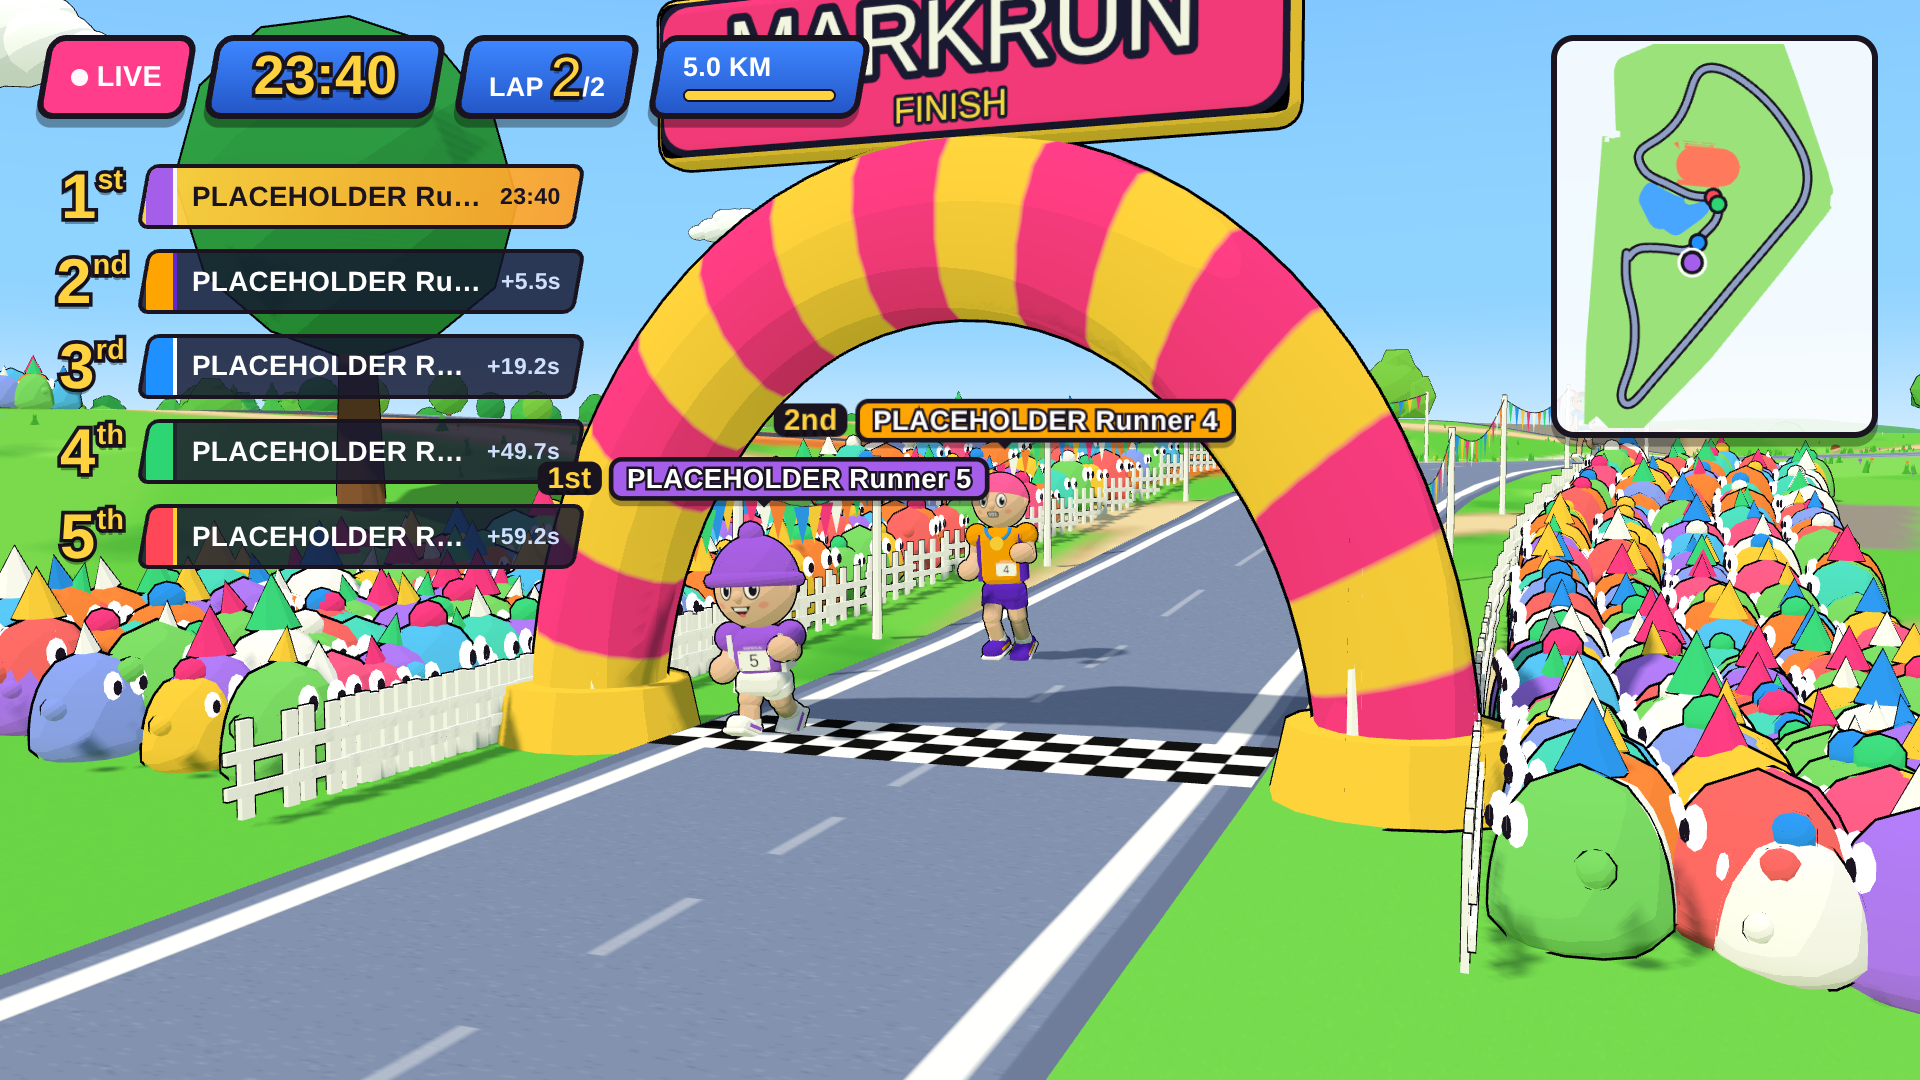 MARKRUN
FINISH
LIVE
23:40
LAP 2/2
5.0 KM
1st PLACEHOLDER Ru... 23:40
2nd PLACEHOLDER Ru... +5.5s
3rd PLACEHOLDER R... +19.2s
4th PLACEHOLDER R... +49.7s
5th PLACEHOLDER R... +59.2s
2nd PLACEHOLDER Runner 4
1st PLACEHOLDER Runner 5
4
5